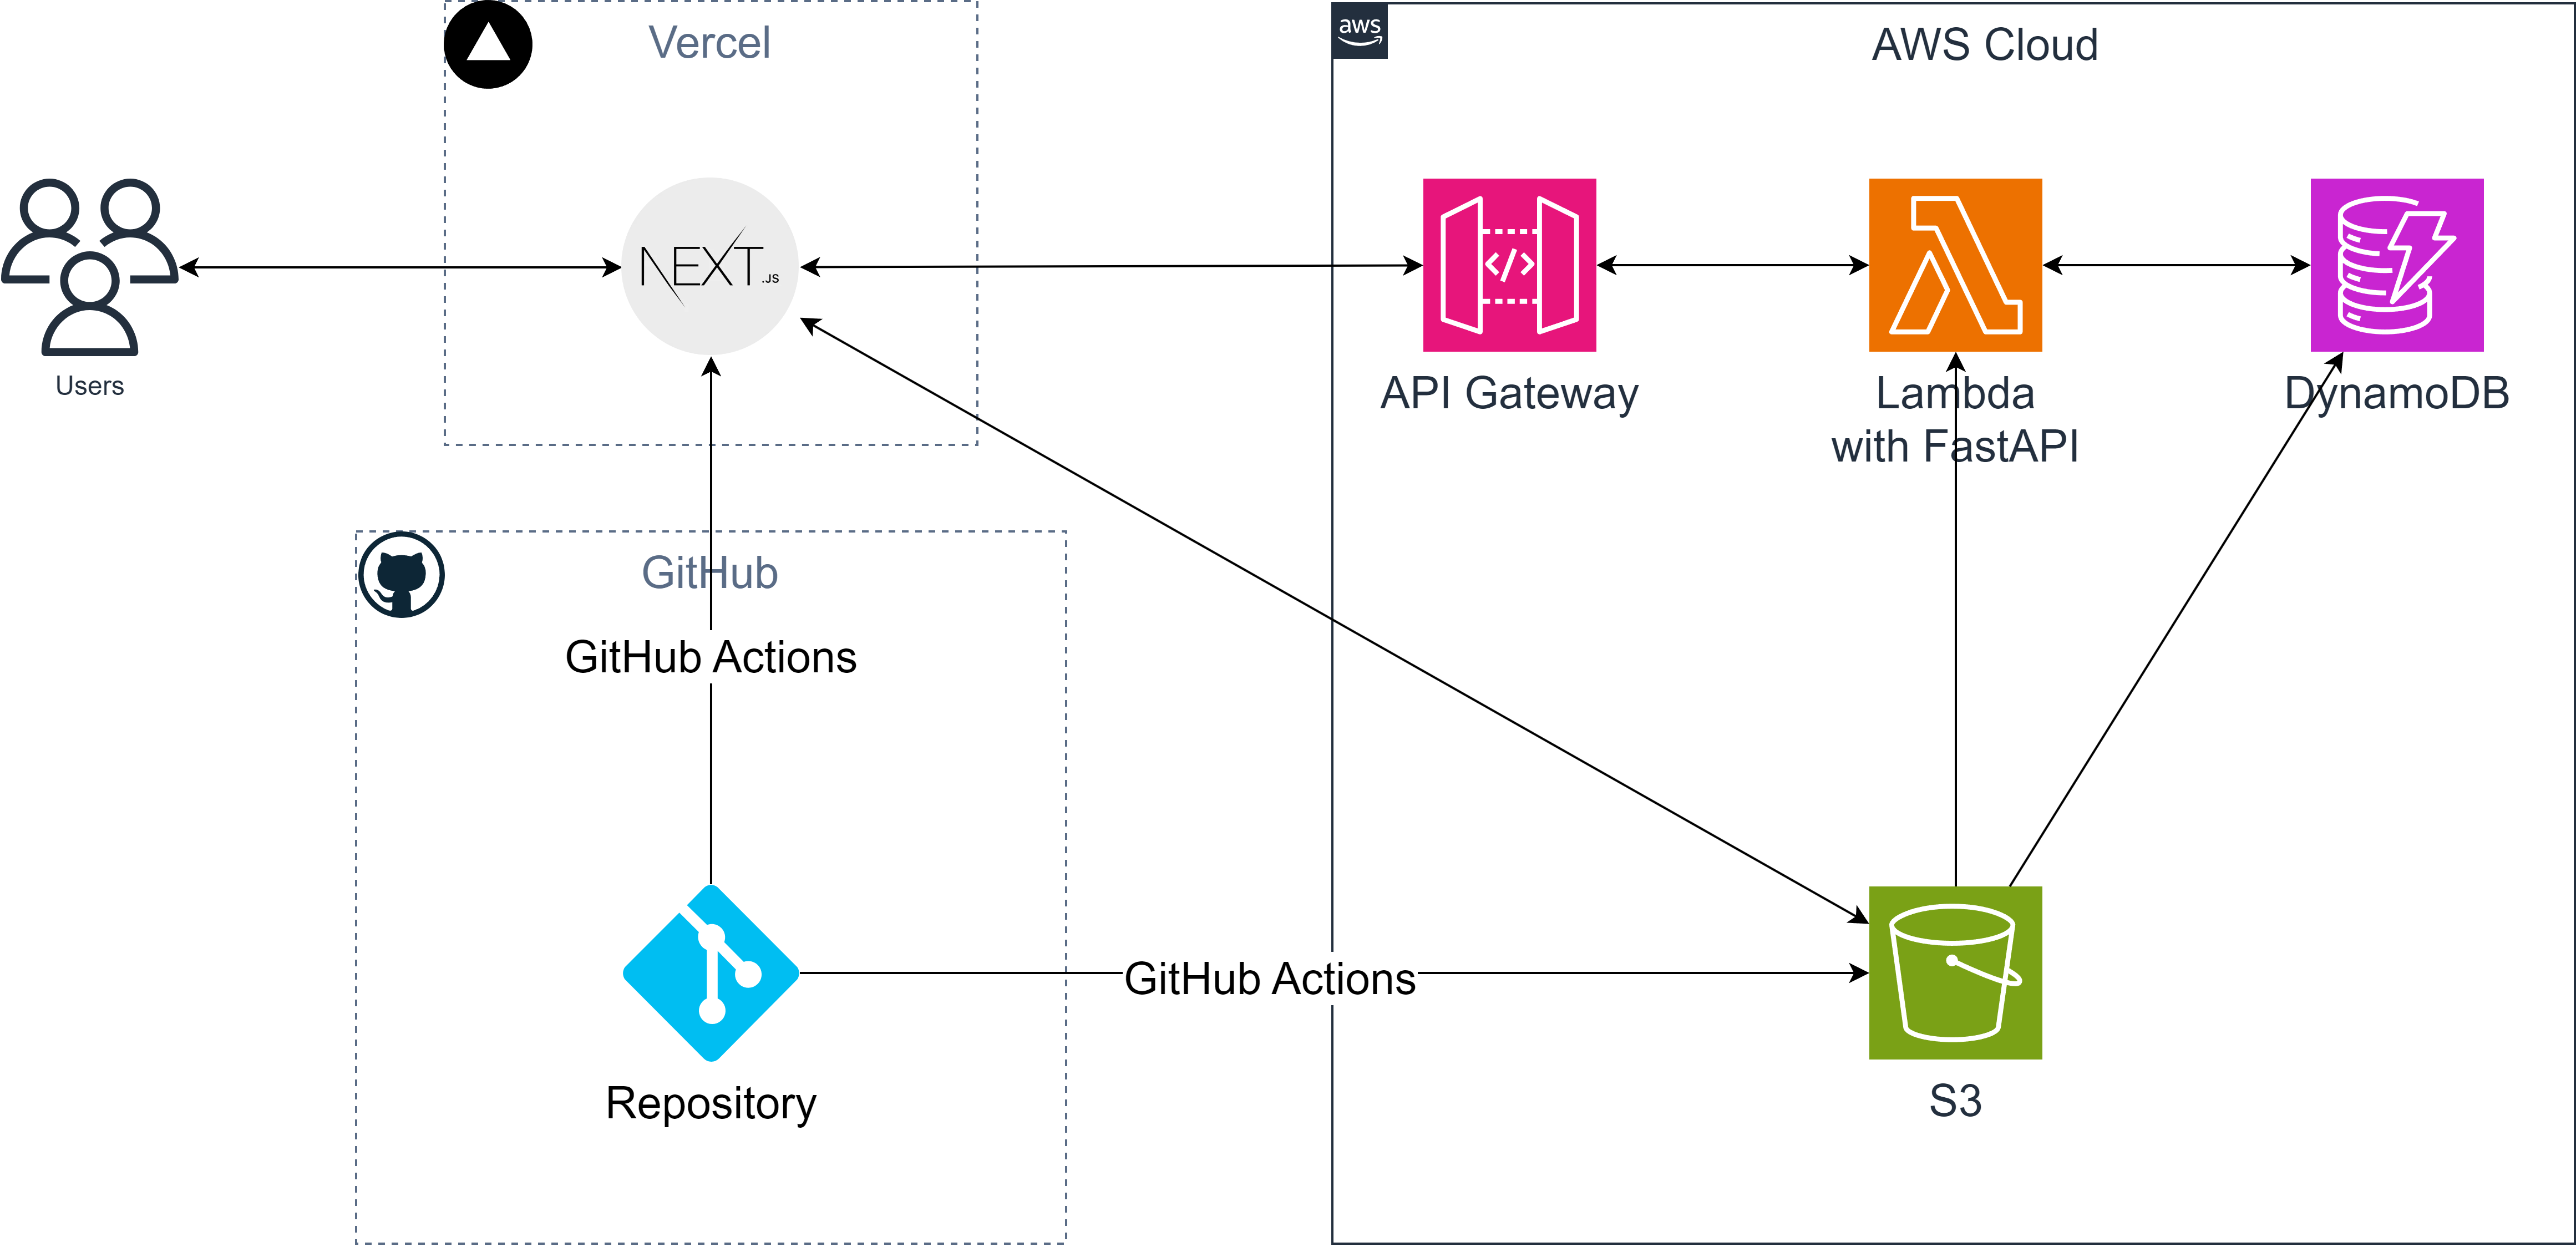 Vercel
aws
AWS Cloud
NEXT.JS
Users
API Gateway
Lambda
with FastAPI
DynamoDB
GitHub
GitHub Actions
GitHub Actions
Repository
S3